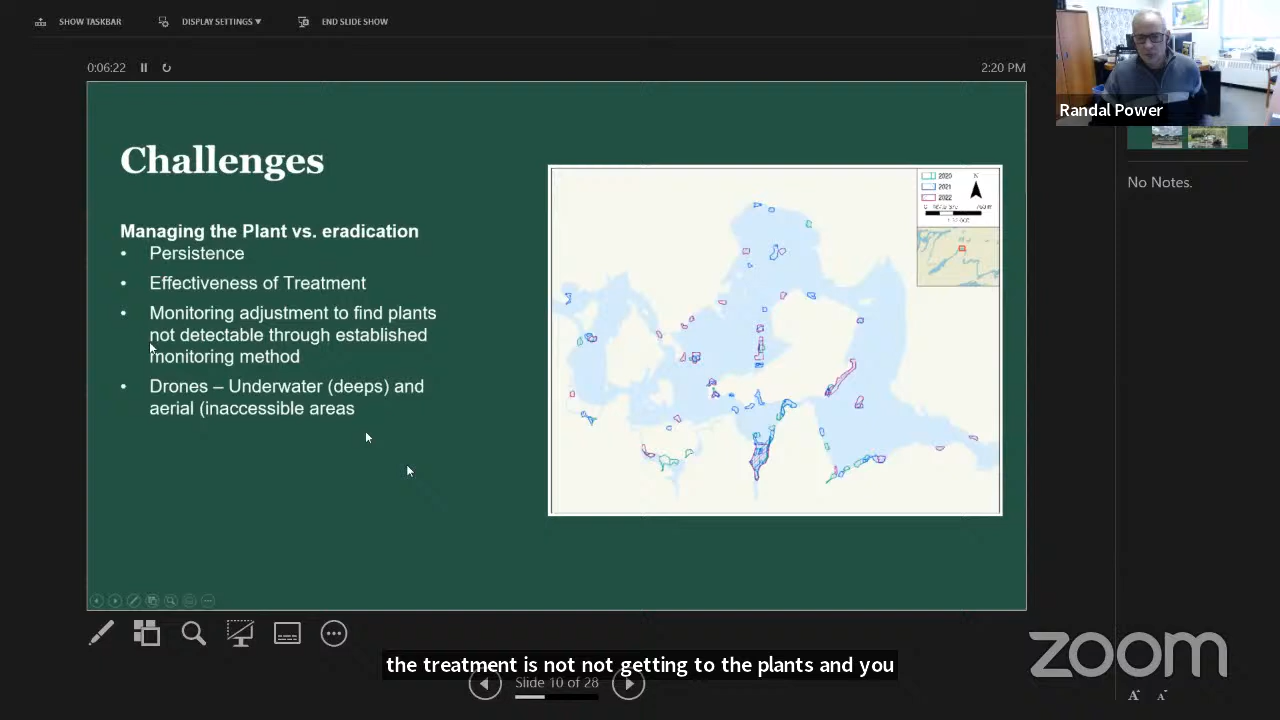 SHOW TASKBAR
DISPLAY SETTINGS ▼
END SLIDE SHOW
0:06:22
2:20 PM
Randal Power
No Notes.
Challenges
Managing the Plant vs. eradication
• Persistence
• Effectiveness of Treatment
• Monitoring adjustment to find plants
not detectable through established
monitoring method
• Drones – Underwater (deeps) and
aerial (inaccessible areas
2020
2021
2022
N
the treatment is not not getting to the plants and you
Slide 10 of 28
zoom
A A